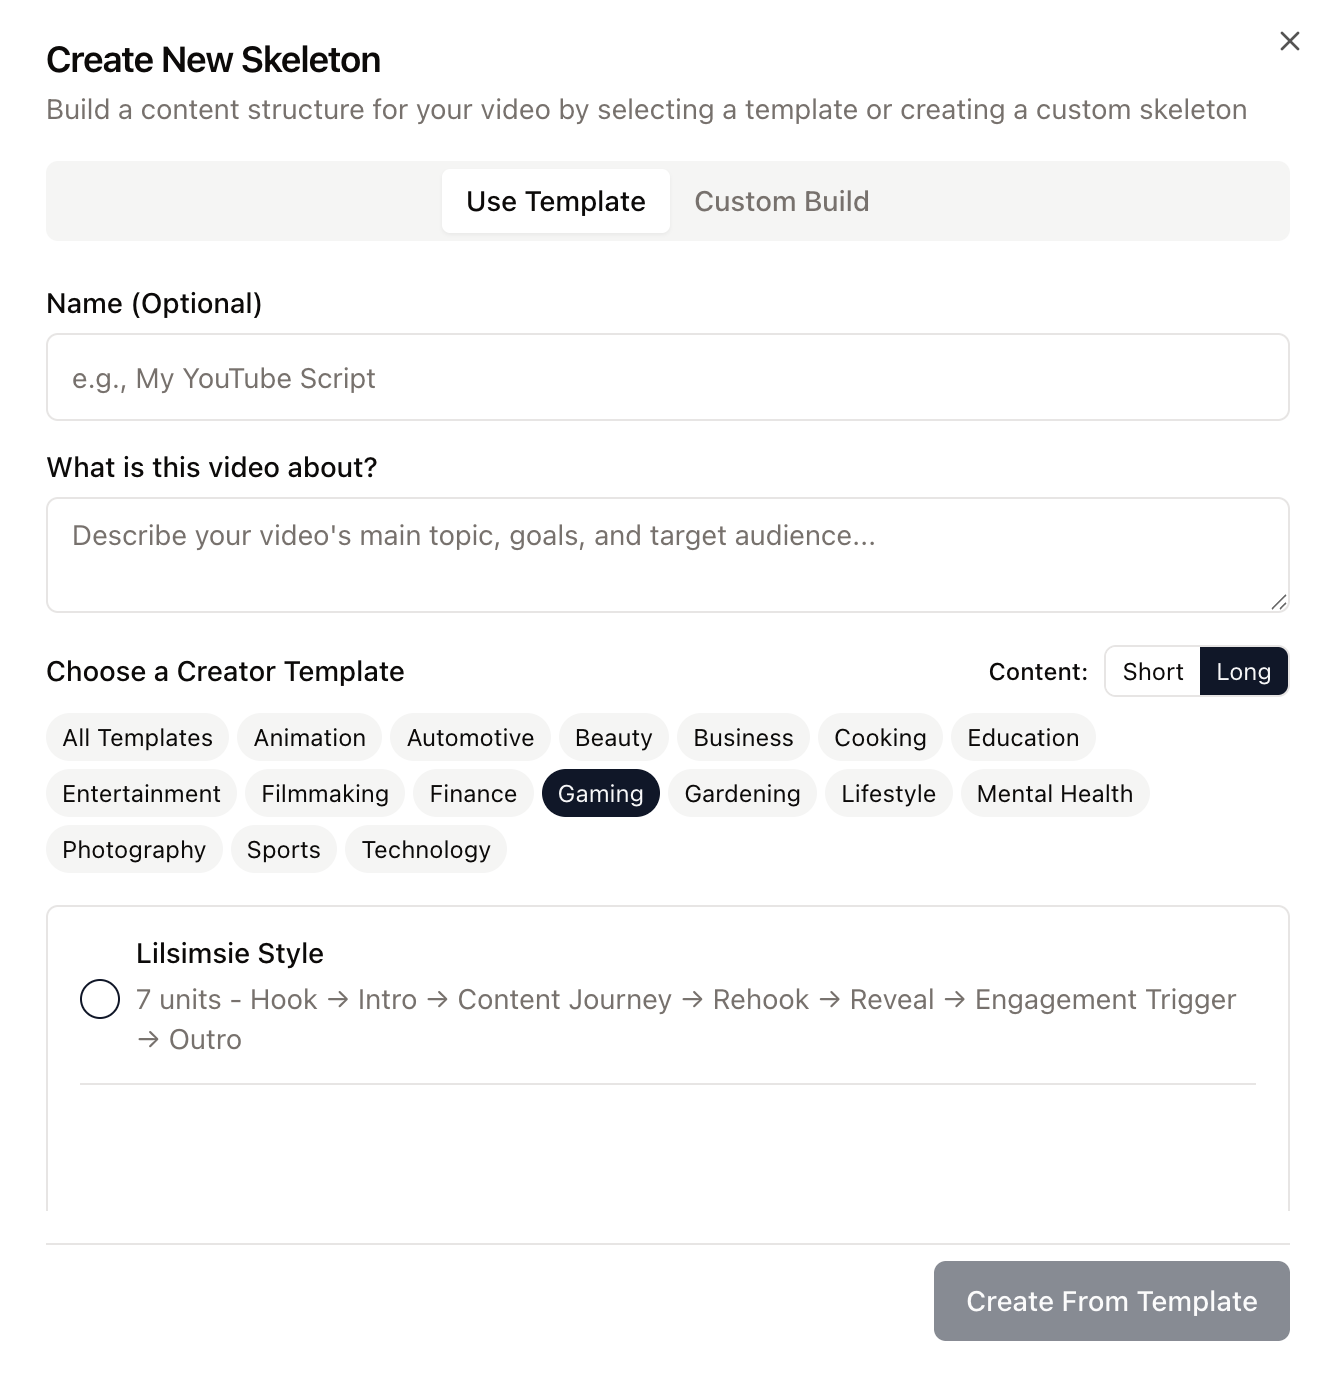 Create New Skeleton
Build a content structure for your video by selecting a template or creating a custom skeleton
Use Template Custom Build
Name (Optional)
e.g., My YouTube Script
What is this video about?
Describe your video's main topic, goals, and target audience...
Choose a Creator Template Content: Short Long
All Templates Animation Automotive Beauty Business Cooking Education
Entertainment Filmmaking Finance Gaming Gardening Lifestyle Mental Health
Photography Sports Technology
Lilsimsie Style
7 units - Hook → Intro → Content Journey → Rehook → Reveal → Engagement Trigger
→ Outro
Create From Template